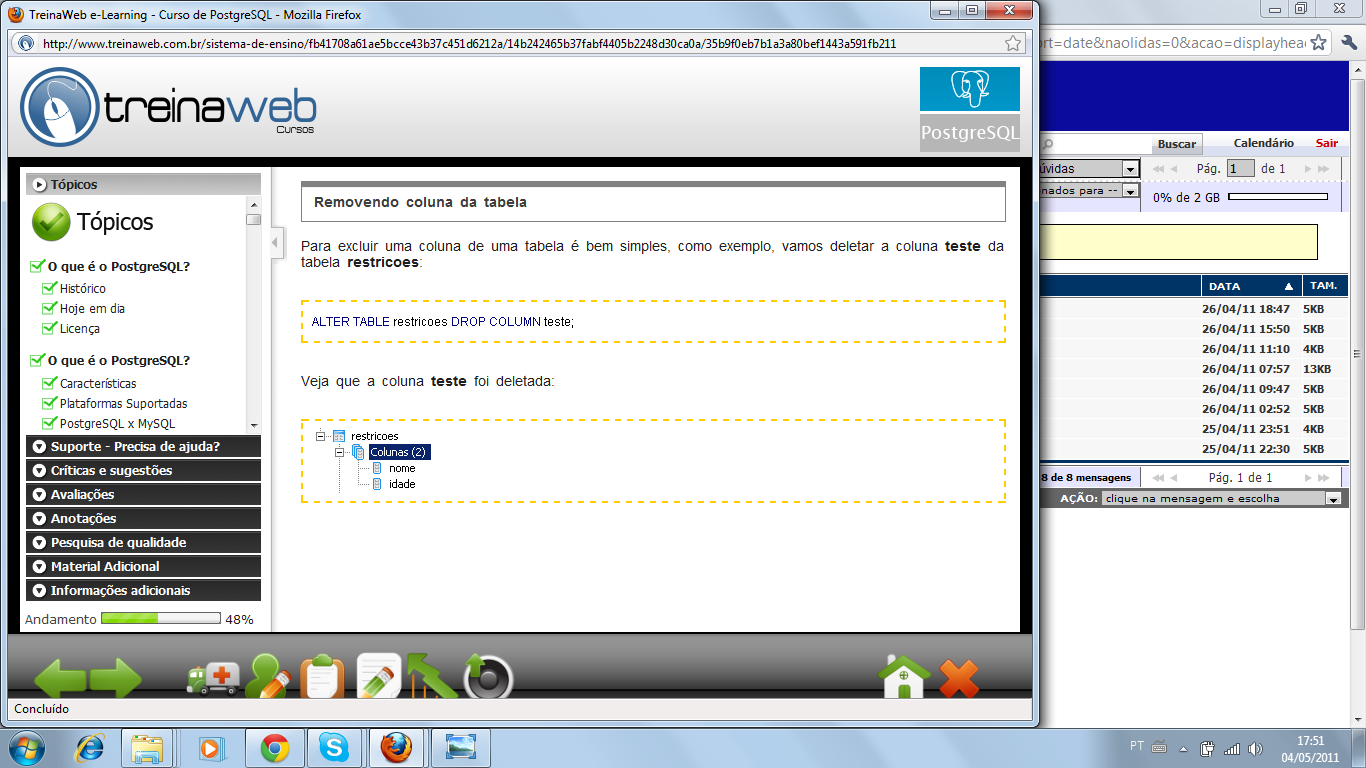 TreinaWeb e-Learning - Curso de PostgreSQL - Mozilla Firefox
http://www.treinaweb.com.br/sistema-de-ensino/fb41708a61ae5bcce43b37c451d6212a/14b242465b37fabf4405b2248d30ca0a/35b9f0eb7b1a3a80bef1443a591fb211
treinaweb
Cursos
PostgreSQL
Tópicos
Tópicos
O que é o PostgreSQL?
Histórico
Hoje em dia
Licença
O que é o PostgreSQL?
Características
Plataformas Suportadas
PostgreSQL x MySQL
Suporte - Precisa de ajuda?
Críticas e sugestões
Avaliações
Anotações
Pesquisa de qualidade
Material Adicional
Informações adicionais
Andamento 48%
Removendo coluna da tabela
Para excluir uma coluna de uma tabela é bem simples, como exemplo, vamos deletar a coluna teste da
tabela restricoes:
ALTER TABLE restricoes DROP COLUMN teste;
Veja que a coluna teste foi deletada:
restricoes
Colunas (2)
nome
idade
Concluído
ort=date&naolidas=0&acao=displayhea
Buscar Calendário Sair
úvidas Pág. 1 de 1
nados para -- 0% de 2 GB
DATA TAM.
26/04/11 18:47 5KB
26/04/11 15:50 5KB
26/04/11 11:10 4KB
26/04/11 07:57 13KB
26/04/11 09:47 5KB
26/04/11 02:52 5KB
25/04/11 23:51 4KB
25/04/11 22:30 5KB
8 de 8 mensagens Pág. 1 de 1
AÇÃO: clique na mensagem e escolha
PT 17:51
04/05/2011